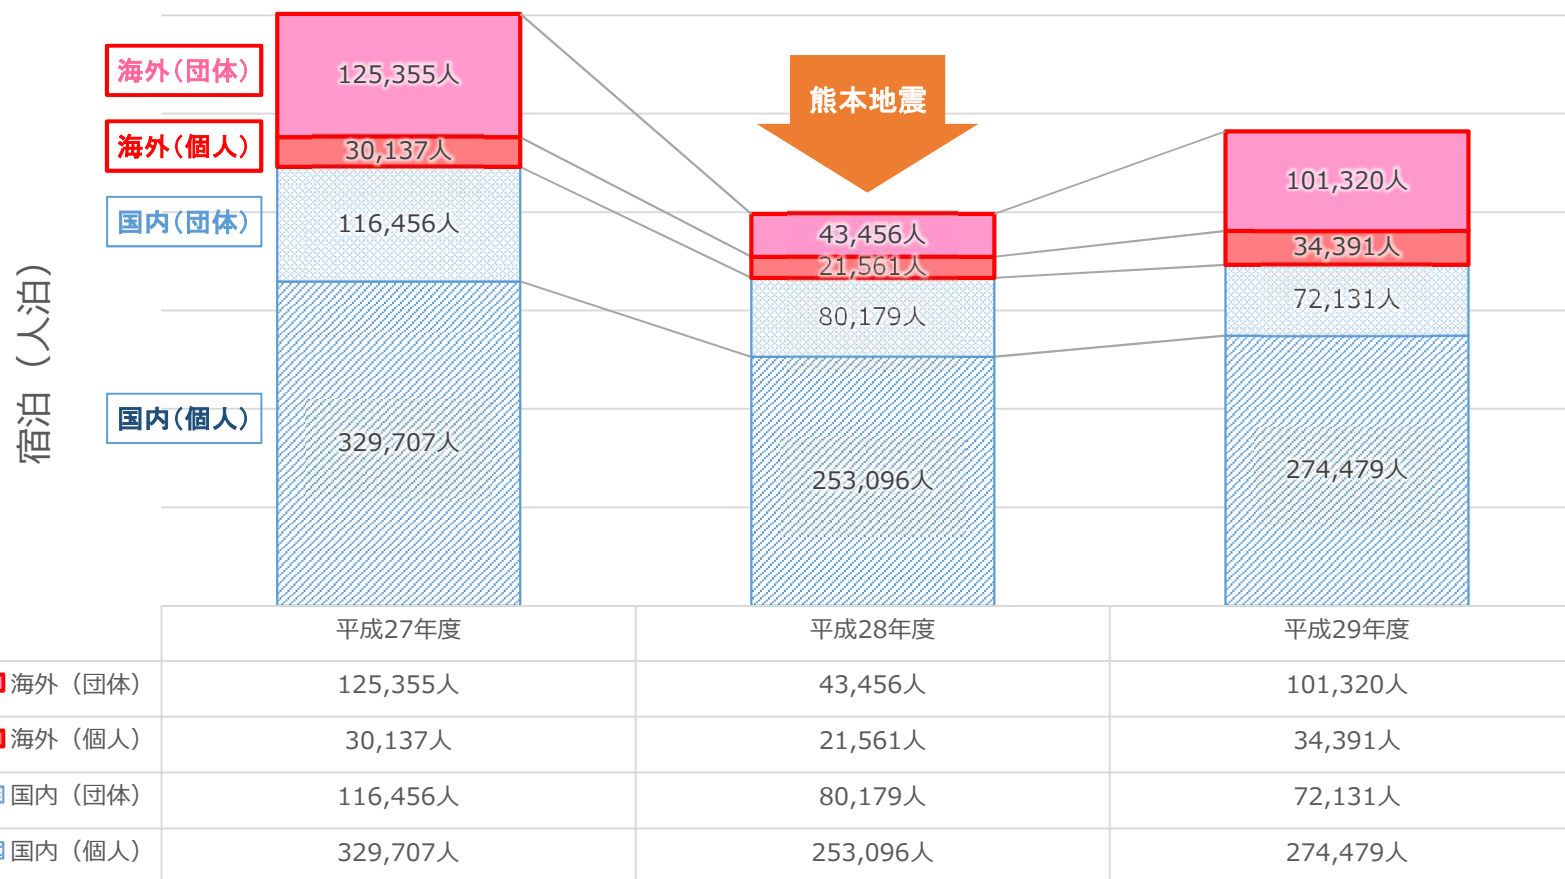 海外(団体)
海外(個人)
国内(団体)
国内(個人)
宿泊（人泊）
熊本地震
125,355人
30,137人
116,456人
329,707人
43,456人
21,561人
80,179人
253,096人
101,320人
34,391人
72,131人
274,479人
平成27年度 平成28年度 平成29年度
海外（団体） 125,355人 43,456人 101,320人
海外（個人） 30,137人 21,561人 34,391人
国内（団体） 116,456人 80,179人 72,131人
国内（個人） 329,707人 253,096人 274,479人